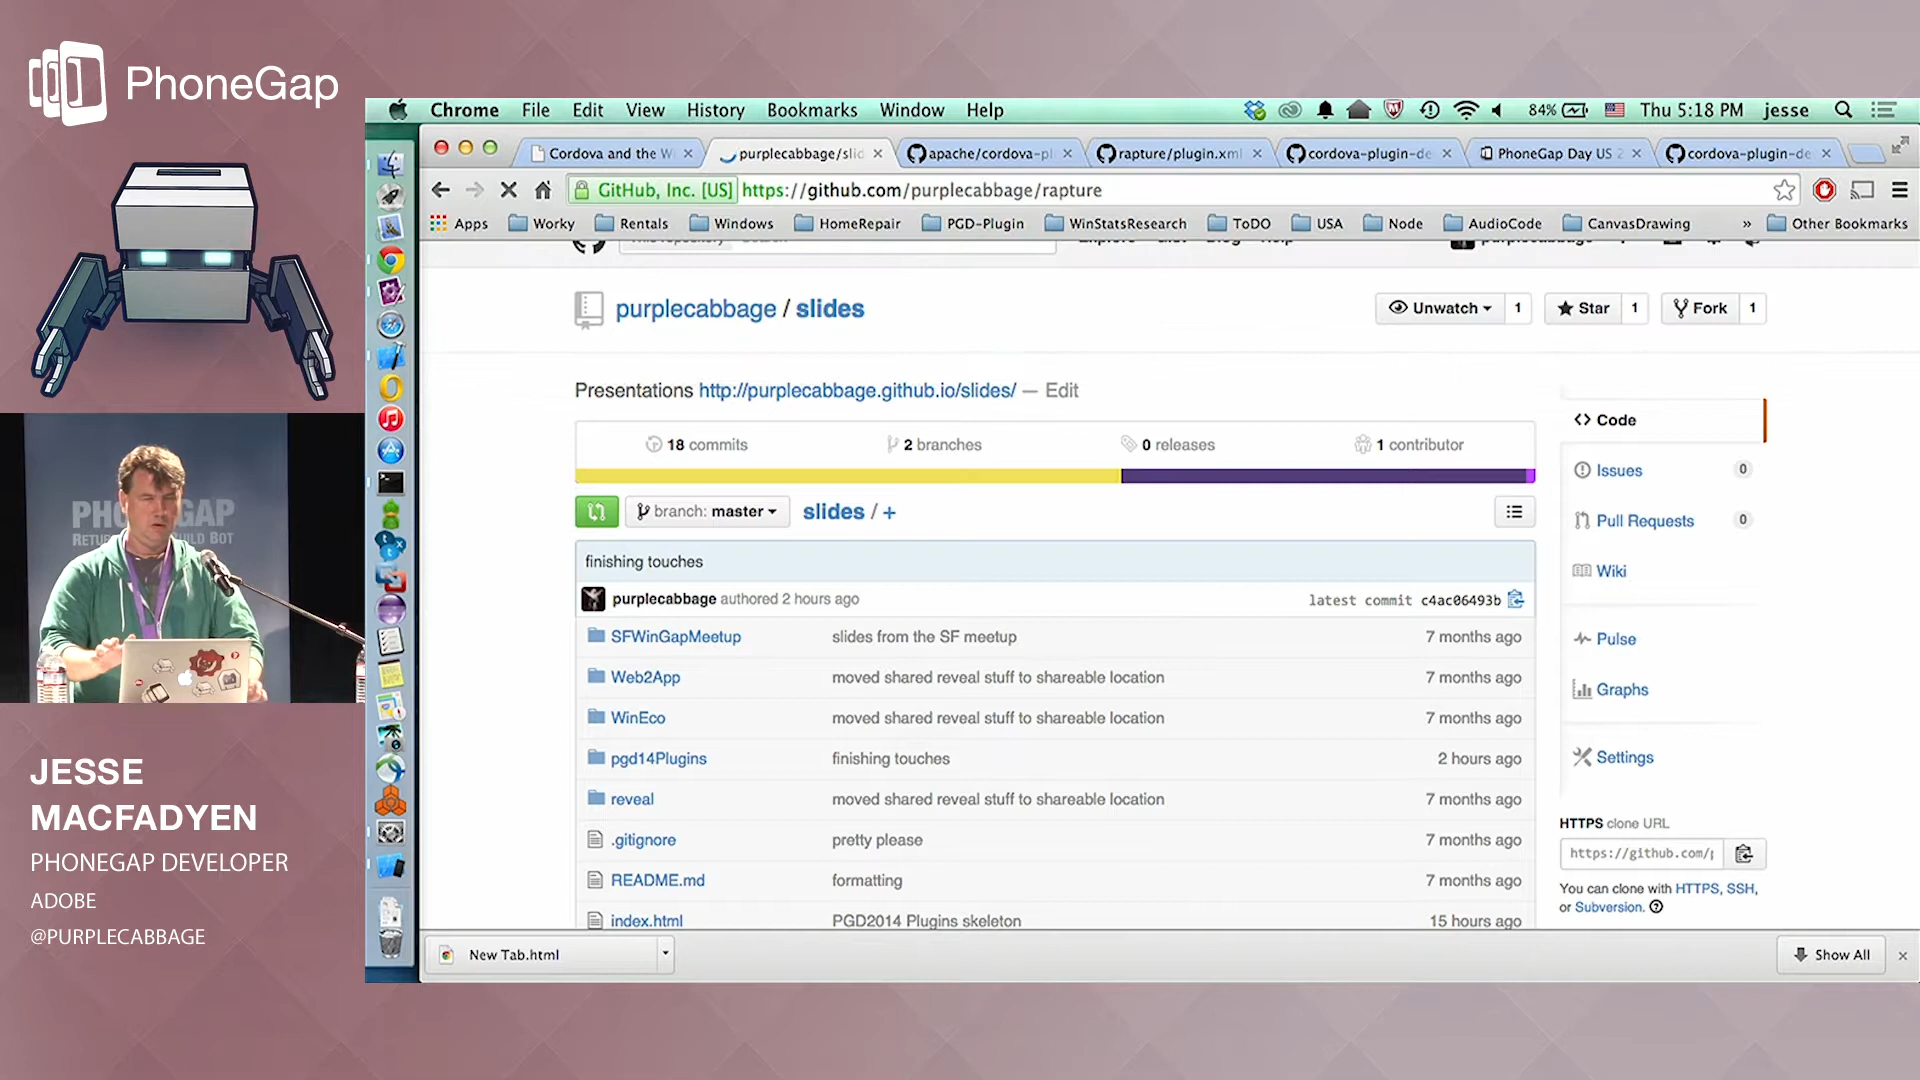 PhoneGap
JESSE
MACFADYEN
PHONEGAP DEVELOPER
ADOBE
@PURPLECABBAGE
Chrome File Edit View History Bookmarks Window Help 84% Thu 5:18 PM jesse
Cordova and the W purplecabbage/slid apache/cordova-pl rapture/plugin.xml cordova-plugin-de PhoneGap Day US 2 cordova-plugin-de
GitHub, Inc. [US] https://github.com/purplecabbage/rapture
Apps Worky Rentals Windows HomeRepair PGD-Plugin WinStatsResearch ToDO USA Node AudioCode CanvasDrawing » Other Bookmarks
purplecabbage / slides Unwatch 1 Star 1 Fork 1
Presentations http://purplecabbage.github.io/slides/ — Edit
18 commits 2 branches 0 releases 1 contributor
branch: master slides / +
finishing touches
purplecabbage authored 2 hours ago latest commit c4ac06493b
SFWinGapMeetup slides from the SF meetup 7 months ago
Web2App moved shared reveal stuff to shareable location 7 months ago
WinEco moved shared reveal stuff to shareable location 7 months ago
pgd14Plugins finishing touches 2 hours ago
reveal moved shared reveal stuff to shareable location 7 months ago
.gitignore pretty please 7 months ago
README.md formatting 7 months ago
index.html PGD2014 Plugins skeleton 15 hours ago
Code
Issues 0
Pull Requests 0
Wiki
Pulse
Graphs
Settings
HTTPS clone URL
https://github.com/p
You can clone with HTTPS, SSH,
or Subversion.
New Tab.html Show All